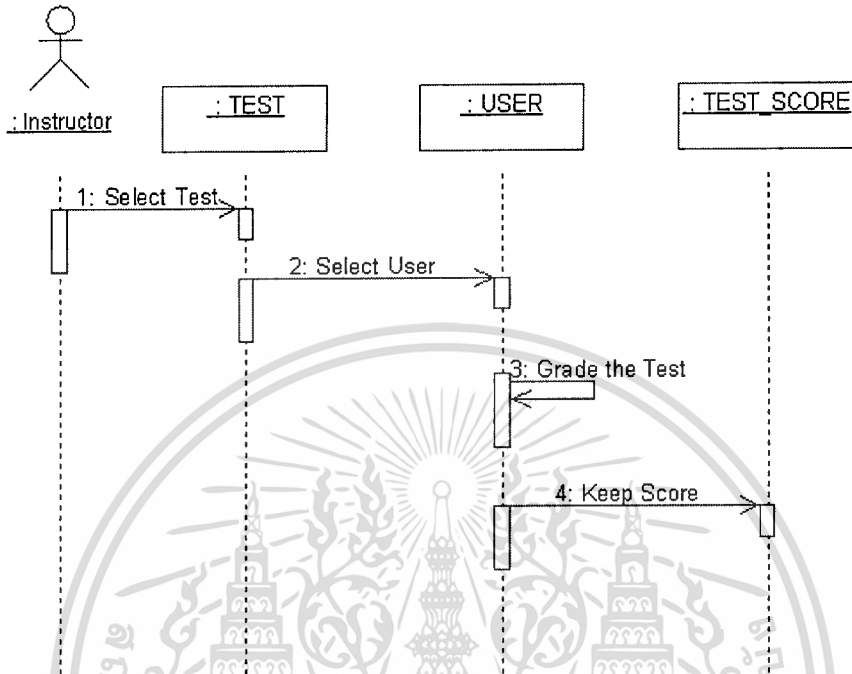 : Instructor
: TEST
: USER
: TEST_SCORE
1: Select Test
2: Select User
3: Grade the Test
4: Keep Score